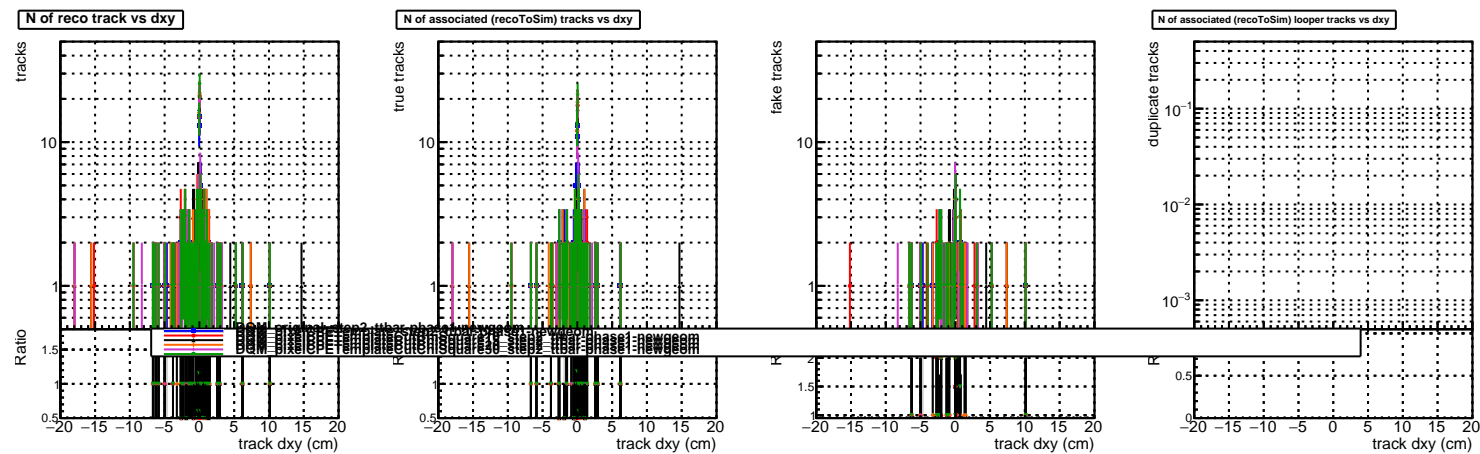 N of reco track vs dxy
tracks
10
1
Ratio
1.5
1
0.5
−20 −15 −10 −5 0 5 10 15 20
track dxy (cm)
N of associated (recoToSim) tracks vs dxy
true tracks
10
1
−20 −15 −10 −5 0 5 10 15 20
track dxy (cm)
fake tracks
10
1
2
1.5
1
−20 −15 −10 −5 0 5 10 15 20
track dxy (cm)
N of associated (recoToSim) looper tracks vs dxy
duplicate tracks
10−1
10−2
10−3
0.5
0
−20 −15 −10 −5 0 5 10 15 20
track dxy (cm)
DQM_pixelCPETemplateCutChiSquare30_step2_ttbar-phase1-newgeom